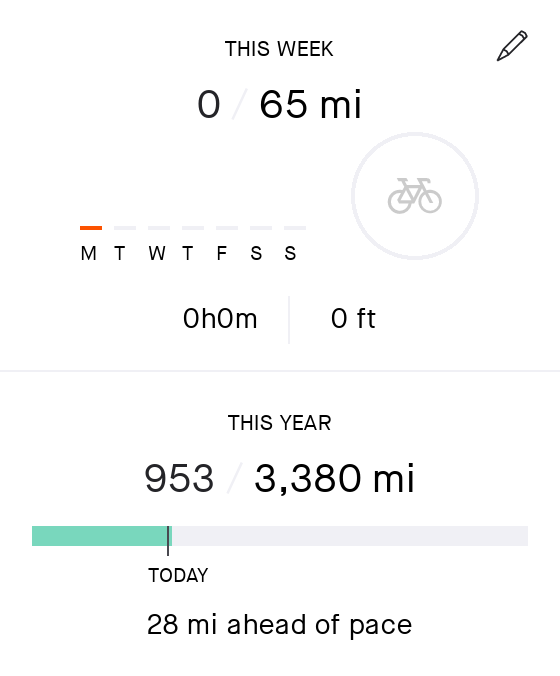 THIS WEEK
0 / 65 mi
M T W T F S S
0h0m 0 ft
THIS YEAR
953 / 3,380 mi
TODAY
28 mi ahead of pace